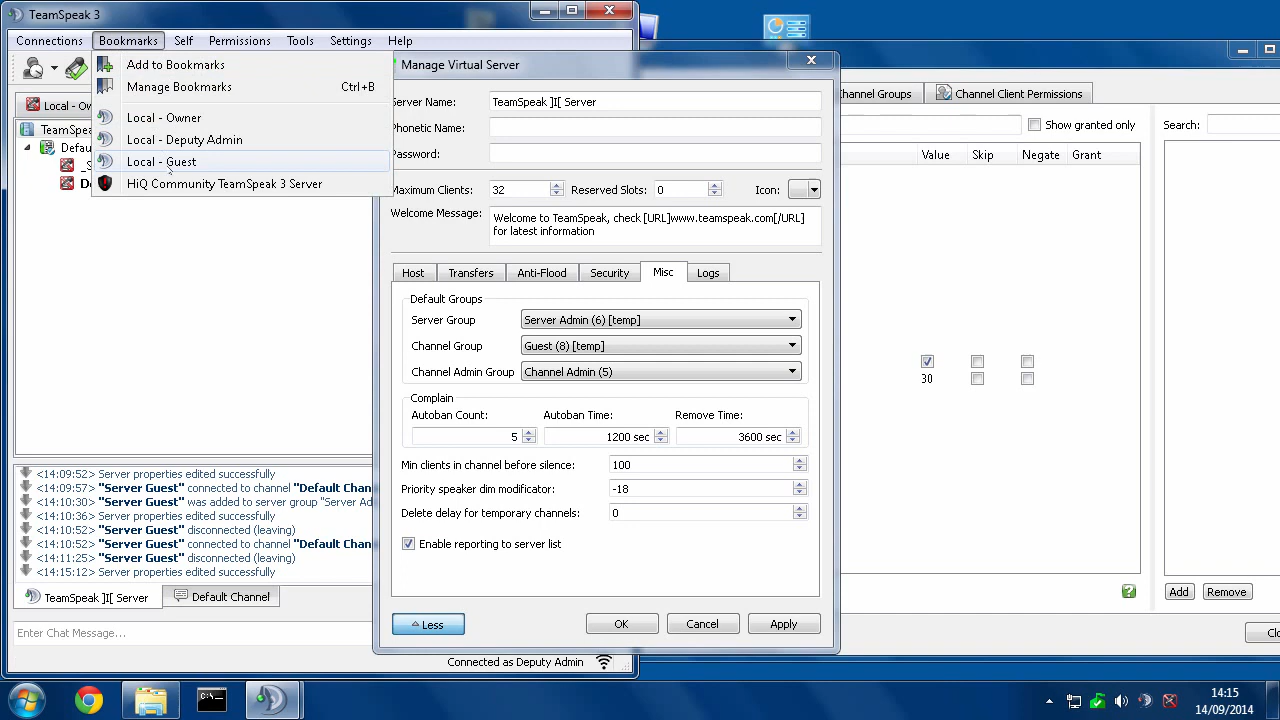 TeamSpeak 3
Connection Bookmarks Self Permissions Tools Settings Help
Add to Bookmarks
Manage Bookmarks Ctrl+B
Local - Owner
Local - Deputy Admin
Local - Guest
HiQ Community TeamSpeak 3 Server
Local - Ow
TeamSpea
Defau
_S
D
<14:09:52> Server properties edited successfully
<14:09:57> "Server Guest" connected to channel "Default Chan
<14:10:30> "Server Guest" was added to server group "Server Ad
<14:10:36> Server properties edited successfully
<14:10:52> "Server Guest" disconnected (leaving)
<14:10:52> "Server Guest" connected to channel "Default Chan
<14:11:25> "Server Guest" disconnected (leaving)
<14:15:12> Server properties edited successfully
TeamSpeak ]I[ Server Default Channel
Enter Chat Message...
Connected as Deputy Admin
Manage Virtual Server
Server Name: TeamSpeak ]I[ Server
Phonetic Name:
Password:
Maximum Clients: 32 Reserved Slots: 0 Icon:
Welcome Message: Welcome to TeamSpeak, check [URL]www.teamspeak.com[/URL]
for latest information
Host Transfers Anti-Flood Security Misc Logs
Default Groups
Server Group Server Admin (6) [temp]
Channel Group Guest (8) [temp]
Channel Admin Group Channel Admin (5)
Complain
Autoban Count: Autoban Time: Remove Time:
5 1200 sec 3600 sec
Min clients in channel before silence: 100
Priority speaker dim modificator: -18
Delete delay for temporary channels: 0
Enable reporting to server list
Less OK Cancel Apply
hannel Groups Channel Client Permissions
Show granted only Search:
Value Skip Negate Grant
30
Add Remove
Clo
C:\_
14:15
14/09/2014